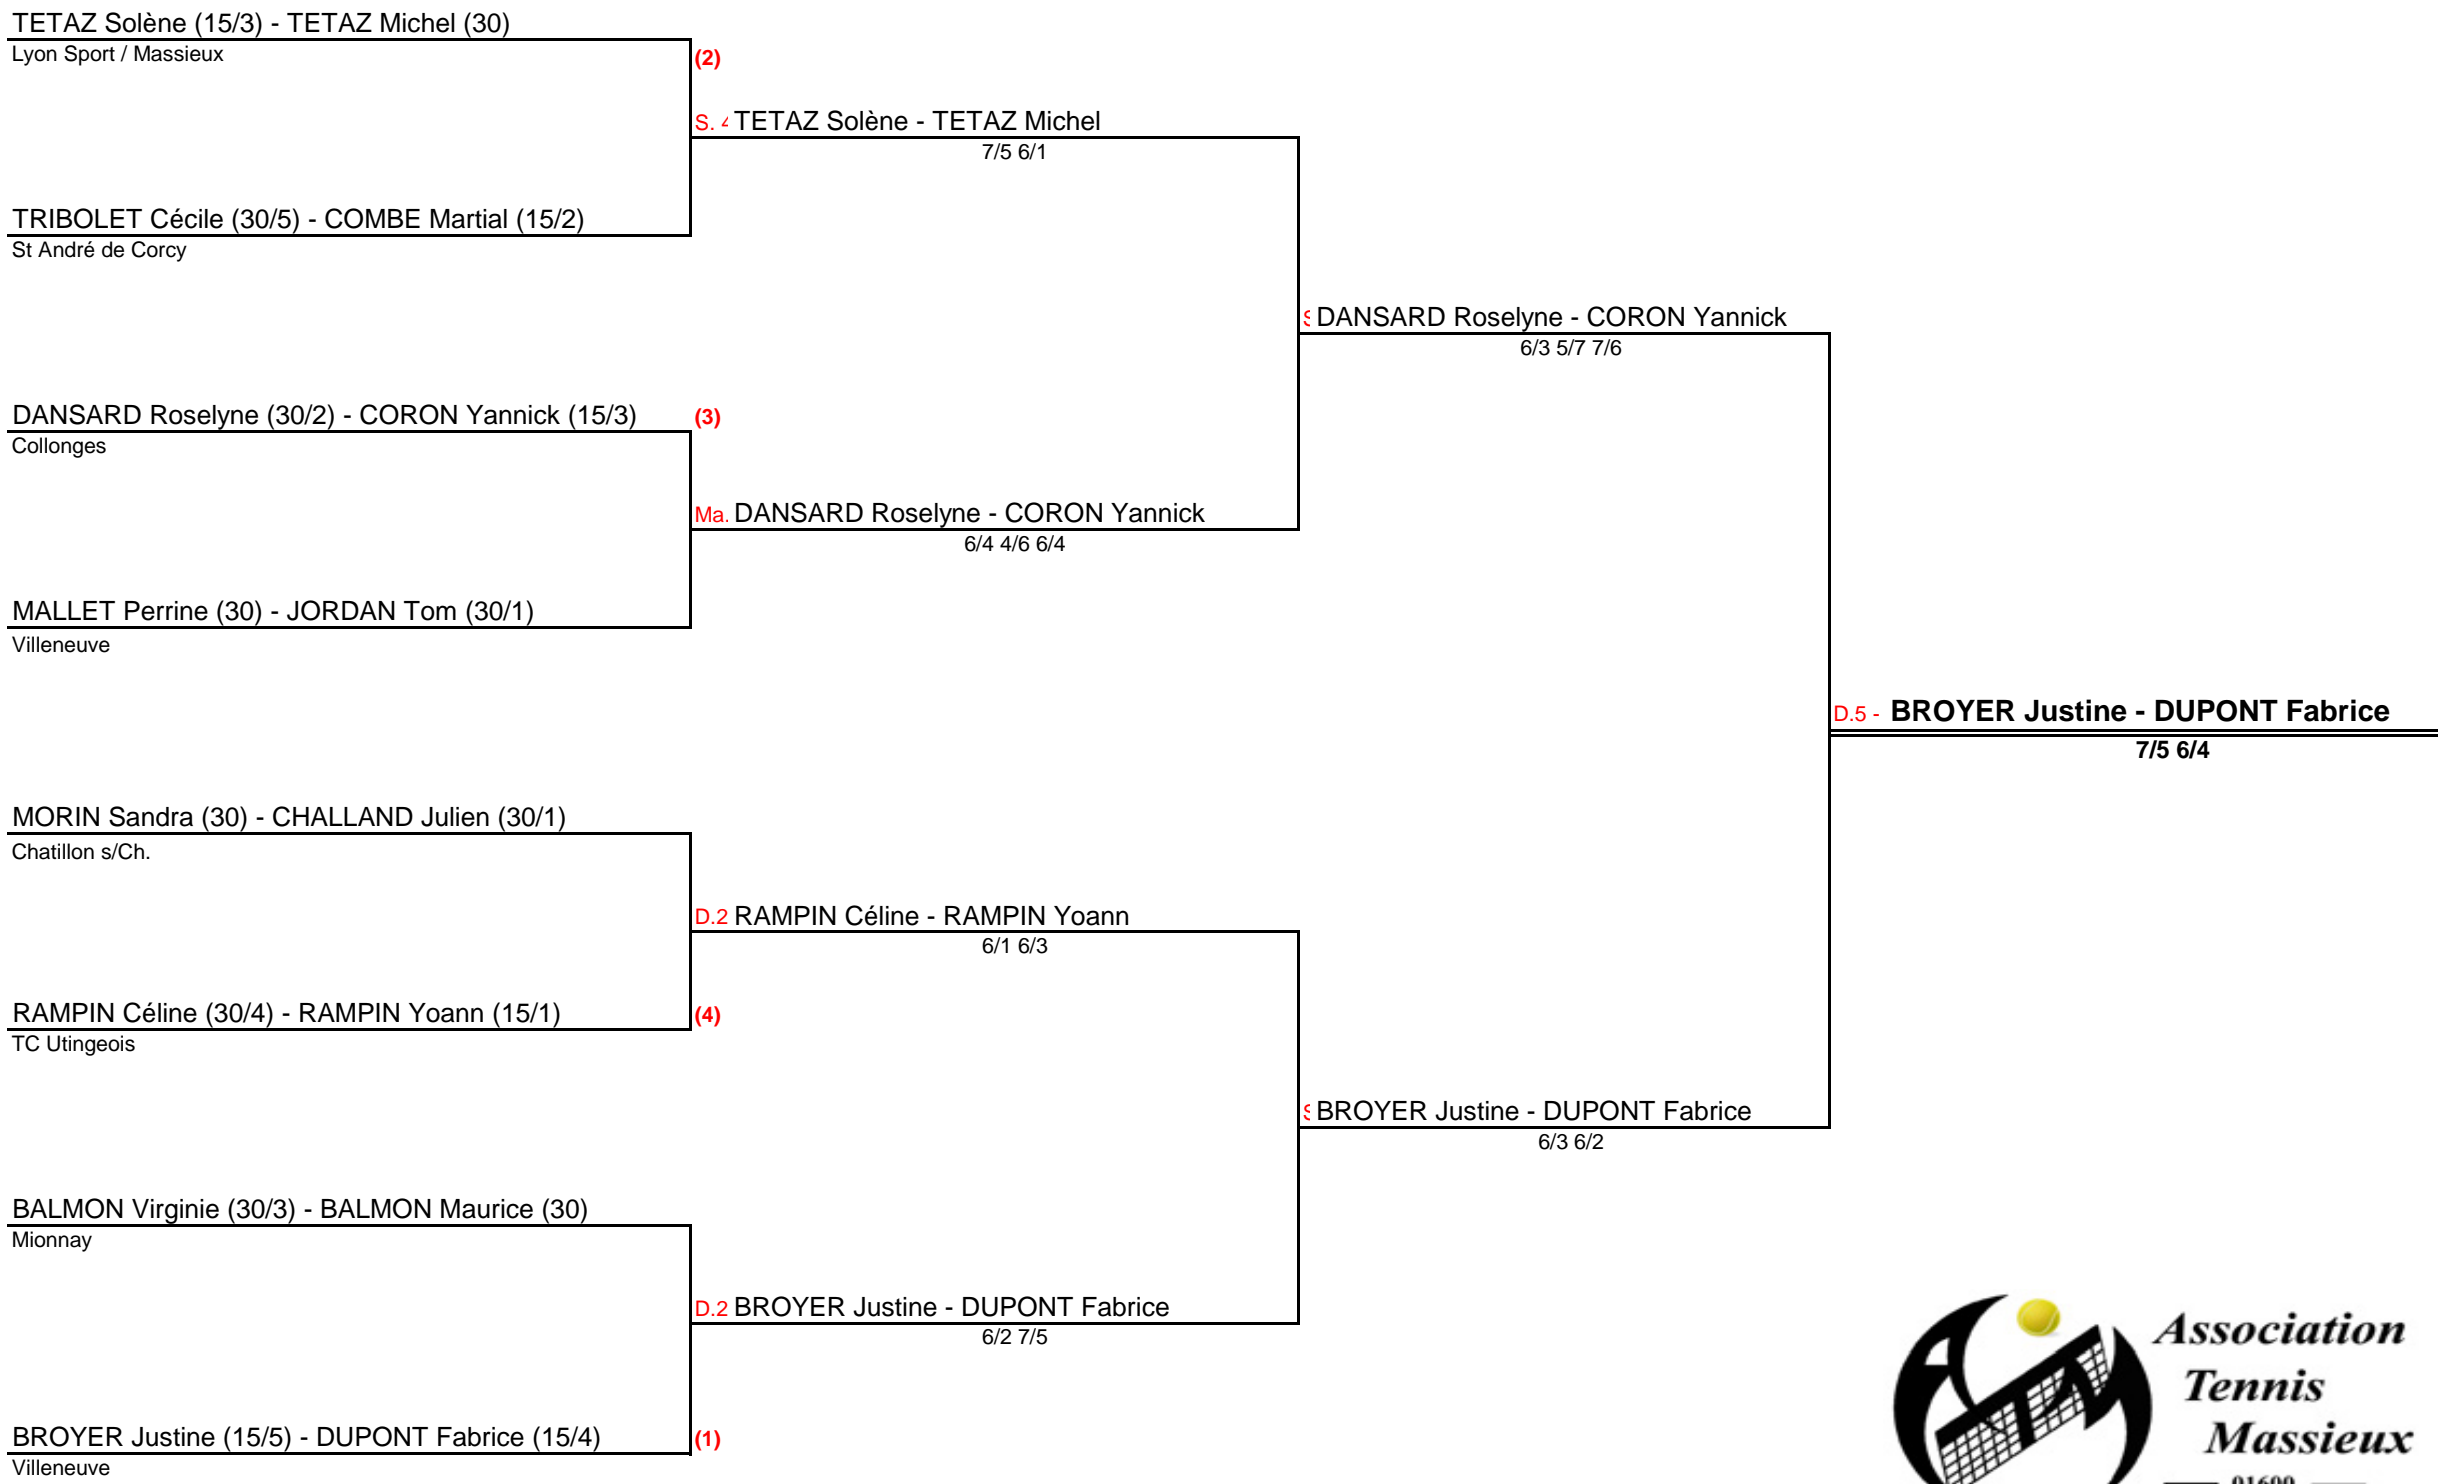 TETAZ Solène (15/3) - TETAZ Michel (30)
Lyon Sport / Massieux
(2)
S. 4 TETAZ Solène - TETAZ Michel
7/5 6/1
TRIBOLET Cécile (30/5) - COMBE Martial (15/2)
St André de Corcy
DANSARD Roselyne - CORON Yannick
6/3 5/7 7/6
DANSARD Roselyne (30/2) - CORON Yannick (15/3)
(3)
Collonges
Ma. DANSARD Roselyne - CORON Yannick
6/4 4/6 6/4
MALLET Perrine (30) - JORDAN Tom (30/1)
Villeneuve
D.5 - BROYER Justine - DUPONT Fabrice
7/5 6/4
MORIN Sandra (30) - CHALLAND Julien (30/1)
Chatillon s/Ch.
D.2 RAMPIN Céline - RAMPIN Yoann
6/1 6/3
RAMPIN Céline (30/4) - RAMPIN Yoann (15/1)
(4)
TC Utingeois
BROYER Justine - DUPONT Fabrice
6/3 6/2
BALMON Virginie (30/3) - BALMON Maurice (30)
Mionnay
D.2 BROYER Justine - DUPONT Fabrice
6/2 7/5
BROYER Justine (15/5) - DUPONT Fabrice (15/4)
(1)
Villeneuve
ATM
Association
Tennis
Massieux
01600